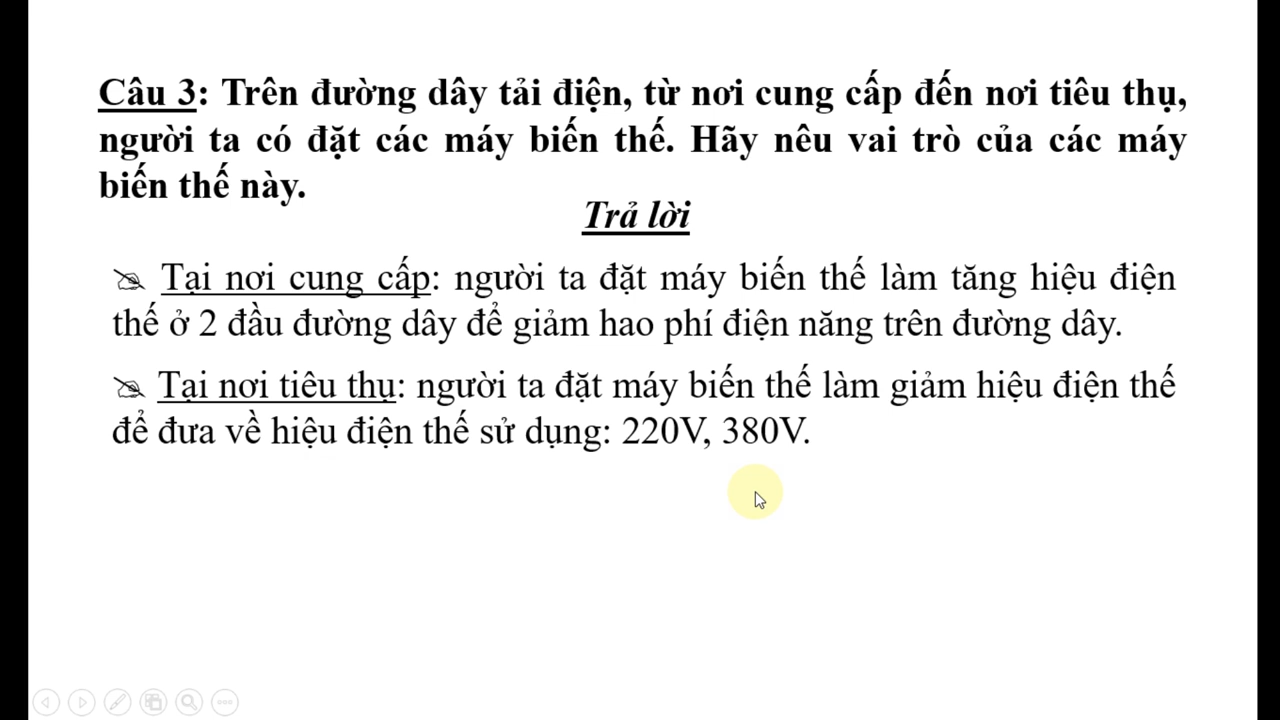 Câu 3: Trên đường dây tải điện, từ nơi cung cấp đến nơi tiêu thụ,
người ta có đặt các máy biến thế. Hãy nêu vai trò của các máy
biến thế này.
Trả lời
Tại nơi cung cấp: người ta đặt máy biến thế làm tăng hiệu điện
thế ở 2 đầu đường dây để giảm hao phí điện năng trên đường dây.
Tại nơi tiêu thụ: người ta đặt máy biến thế làm giảm hiệu điện thế
để đưa về hiệu điện thế sử dụng: 220V, 380V.